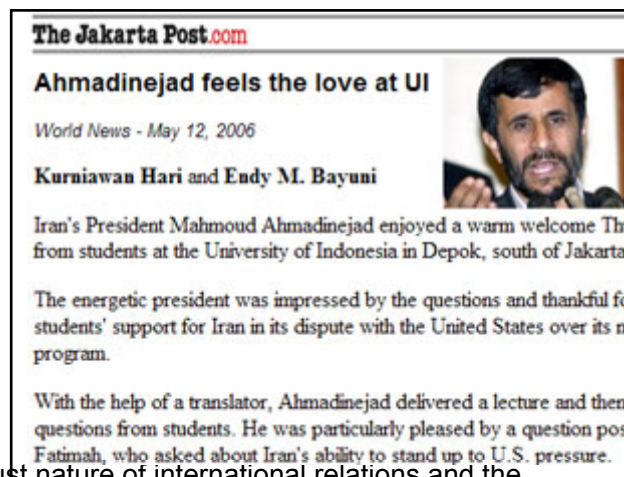 The Jakarta Post.com
Ahmadinejad feels the love at UI
World News - May 12, 2006
Kurniawan Hari and Endy M. Bayuni
Iran's President Mahmoud Ahmadinejad enjoyed a warm welcome Th
from students at the University of Indonesia in Depok, south of Jakarta
The energetic president was impressed by the questions and thankful fo
students' support for Iran in its dispute with the United States over its n
program.
With the help of a translator, Ahmadinejad delivered a lecture and then
questions from students. He was particularly pleased by a question pos
Fatimah, who asked about Iran's ability to stand up to U.S. pressure.
ust nature of international relations and the